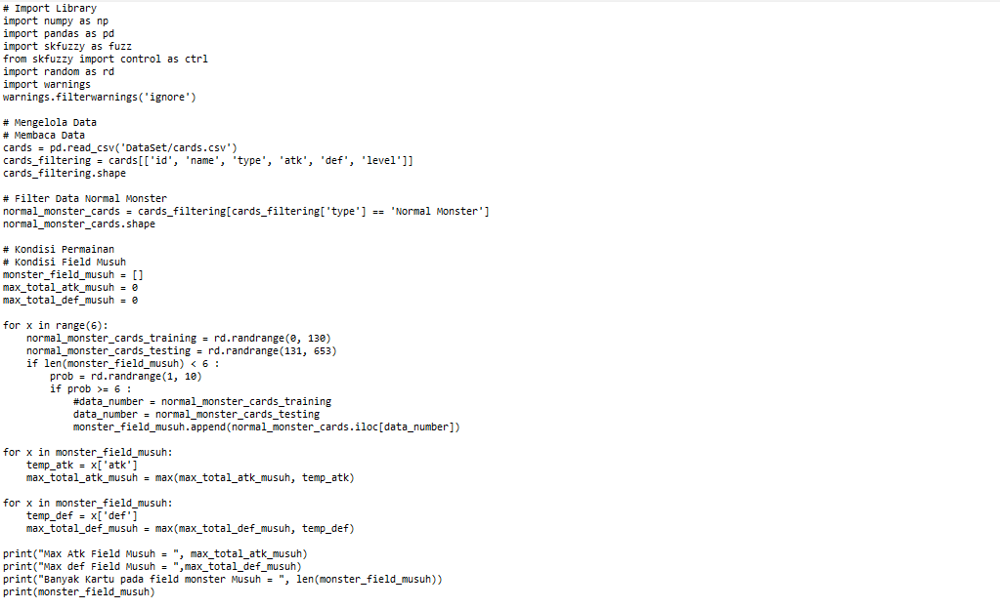 # Import Library
import numpy as np
import pandas as pd
import skfuzzy as fuzz
from skfuzzy import control as ctrl
import random as rd
import warnings
warnings.filterwarnings('ignore')

# Mengelola Data
# Membaca Data
cards = pd.read_csv('DataSet/cards.csv')
cards_filtering = cards[['id', 'name', 'type', 'atk', 'def', 'level']]
cards_filtering.shape

# Filter Data Normal Monster
normal_monster_cards = cards_filtering[cards_filtering['type'] == 'Normal Monster']
normal_monster_cards.shape

# Kondisi Permainan
# Kondisi Field Musuh
monster_field_musuh = []
max_total_atk_musuh = 0
max_total_def_musuh = 0

for x in range(6):
    normal_monster_cards_training = rd.randrange(0, 130)
    normal_monster_cards_testing = rd.randrange(131, 653)
    if len(monster_field_musuh) < 6 :
        prob = rd.randrange(1, 10)
        if prob >= 6 :
            #data_number = normal_monster_cards_training
            data_number = normal_monster_cards_testing
            monster_field_musuh.append(normal_monster_cards.iloc[data_number])

for x in monster_field_musuh:
    temp_atk = x['atk']
    max_total_atk_musuh = max(max_total_atk_musuh, temp_atk)

for x in monster_field_musuh:
    temp_def = x['def']
    max_total_def_musuh = max(max_total_def_musuh, temp_def)

print("Max Atk Field Musuh = ", max_total_atk_musuh)
print("Max def Field Musuh = ",max_total_def_musuh)
print("Banyak Kartu pada field monster Musuh = ", len(monster_field_musuh))
print(monster_field_musuh)